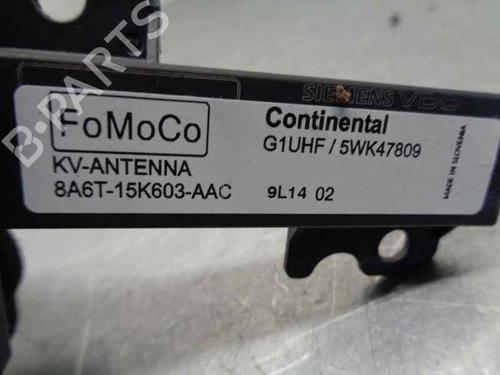 SIEMENS VDO
FoMoCo
KV-ANTENNA
8A6T-15K603-AAC
Continental
G1UHF / 5WK47809
9L14 02
MADE IN SLOVENIA
B-PARTS